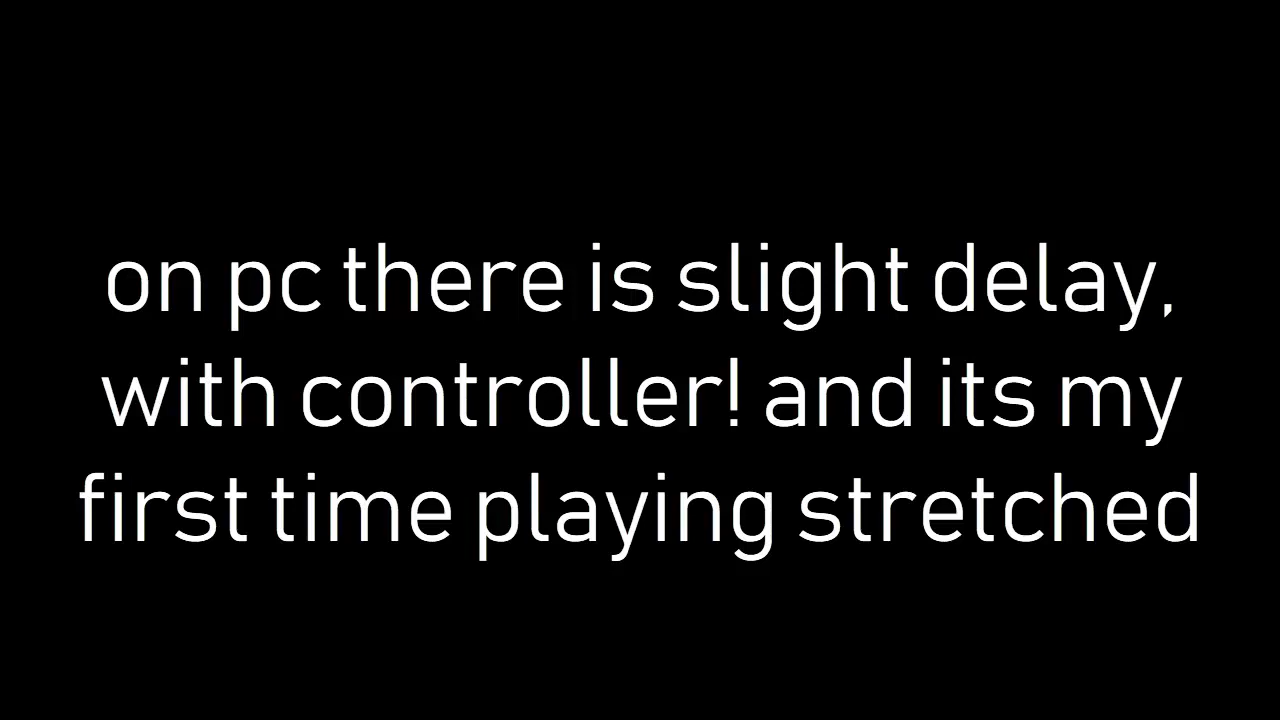 on pc there is slight delay,
with controller! and its my
first time playing stretched